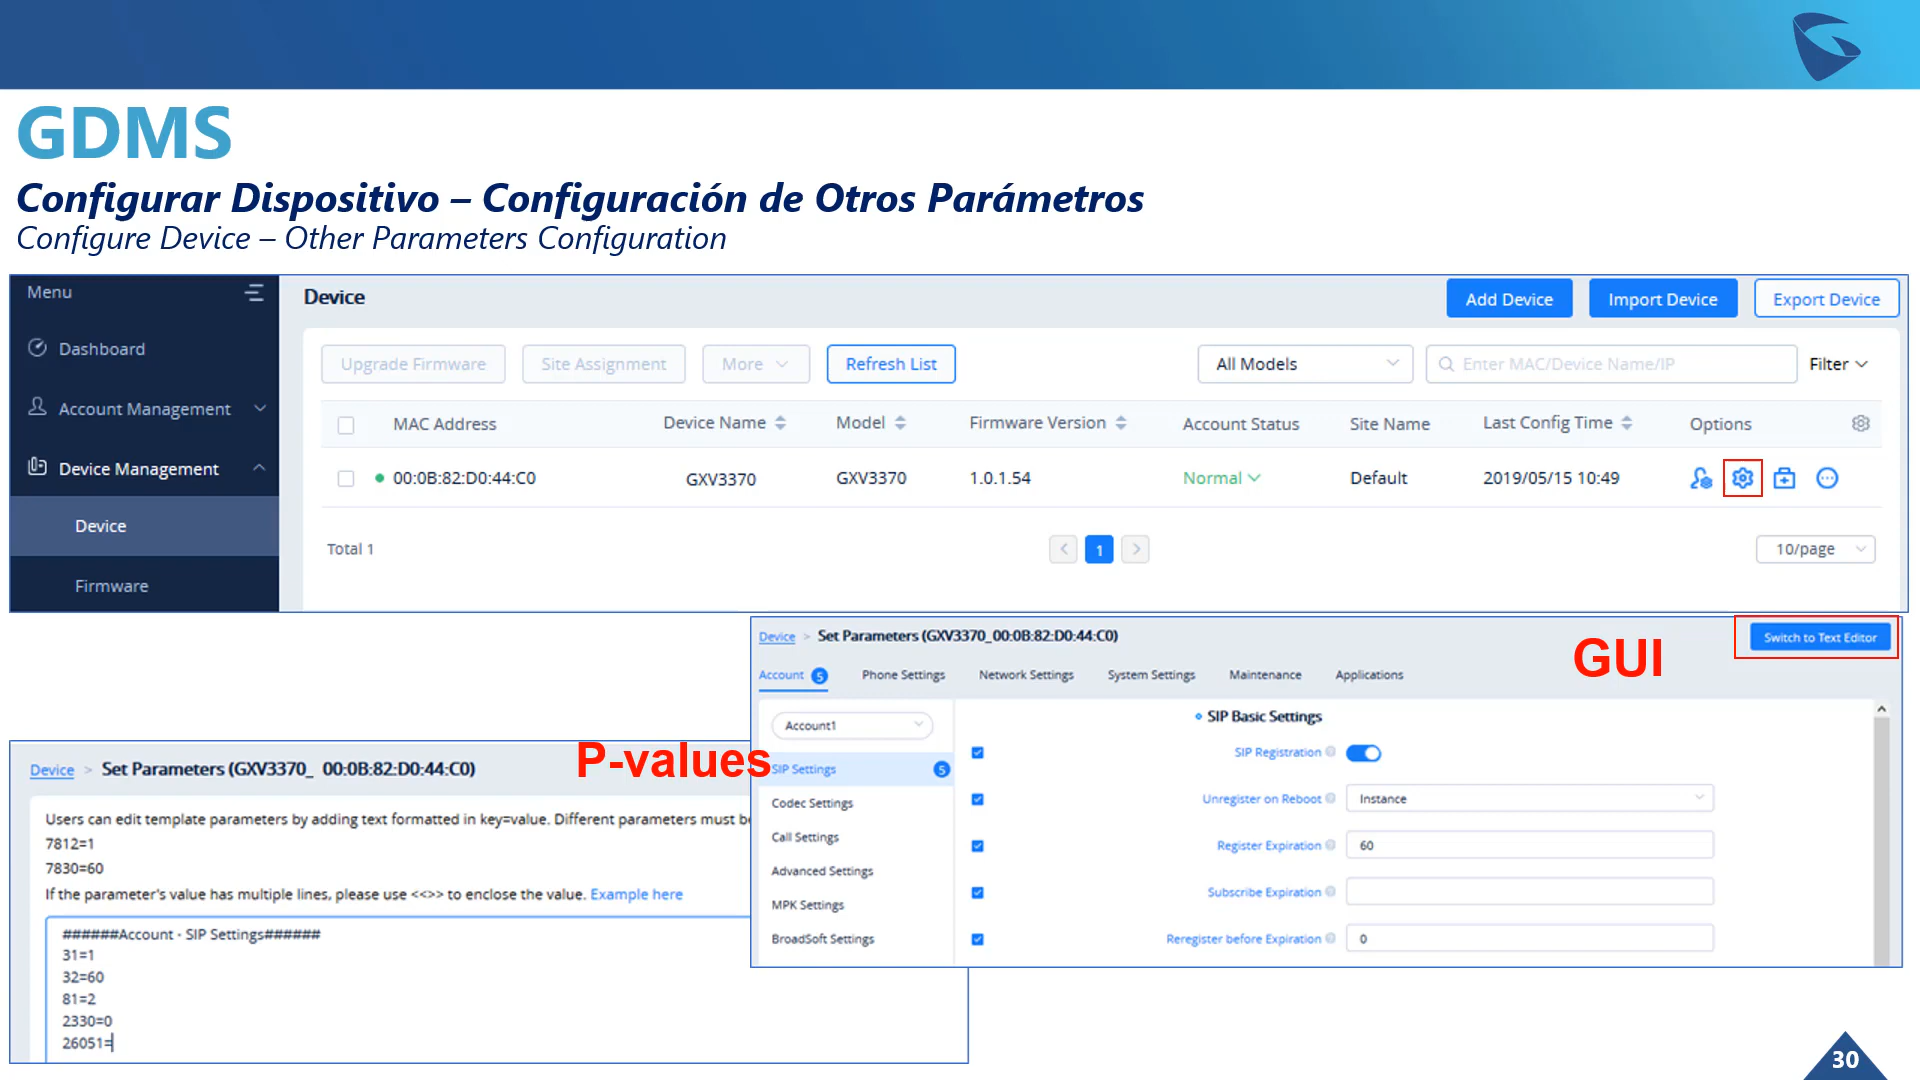 GDMS
Configurar Dispositivo – Configuración de Otros Parámetros
Configure Device – Other Parameters Configuration
Menu
Dashboard
Account Management
Device Management
Device
Firmware
Device
Add Device
Import Device
Export Device
Upgrade Firmware
Site Assignment
More
Refresh List
All Models
Enter MAC/Device Name/IP
Filter
MAC Address
Device Name
Model
Firmware Version
Account Status
Site Name
Last Config Time
Options
00:0B:82:D0:44:C0
GXV3370
GXV3370
1.0.1.54
Normal
Default
2019/05/15 10:49
Total 1
1
10/page
Device > Set Parameters (GXV3370_00:0B:82:D0:44:C0)
GUI
Switch to Text Editor
Account 5
Phone Settings
Network Settings
System Settings
Maintenance
Applications
Account1
SIP Settings 5
Codec Settings
Call Settings
Advanced Settings
MPK Settings
BroadSoft Settings
SIP Basic Settings
SIP Registration
Unregister on Reboot
Instance
Register Expiration
60
Subscribe Expiration
Reregister before Expiration
0
P-values
Device > Set Parameters (GXV3370_ 00:0B:82:D0:44:C0)
Users can edit template parameters by adding text formatted in key=value. Different parameters must
7812=1
7830=60
If the parameter's value has multiple lines, please use <<>> to enclose the value. Example here
######Account - SIP Settings######
31=1
32=60
81=2
2330=0
26051=
30